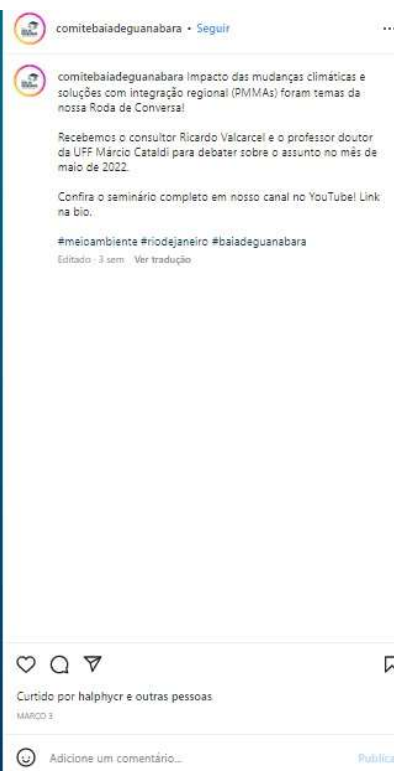 comitebaiadeguanabara • Seguir
comitebaiadeguanabara Impacto das mudanças climáticas e
soluções com integração regional (PMMAs) foram temas da
nossa Roda de Conversa!
Recebemos o consultor Ricardo Valcarcel e o professor doutor
da UFF Márcio Cataldi para debater sobre o assunto no mês de
maio de 2022.
Confira o seminário completo em nosso canal no YouTube! Link
na bio.
#meioambiente #riodejaneiro #baiadeguanabara
Editado · 3 sem Ver tradução
Curtido por halphycr e outras pessoas
MARÇO 3
Adicione um comentário... Publicar